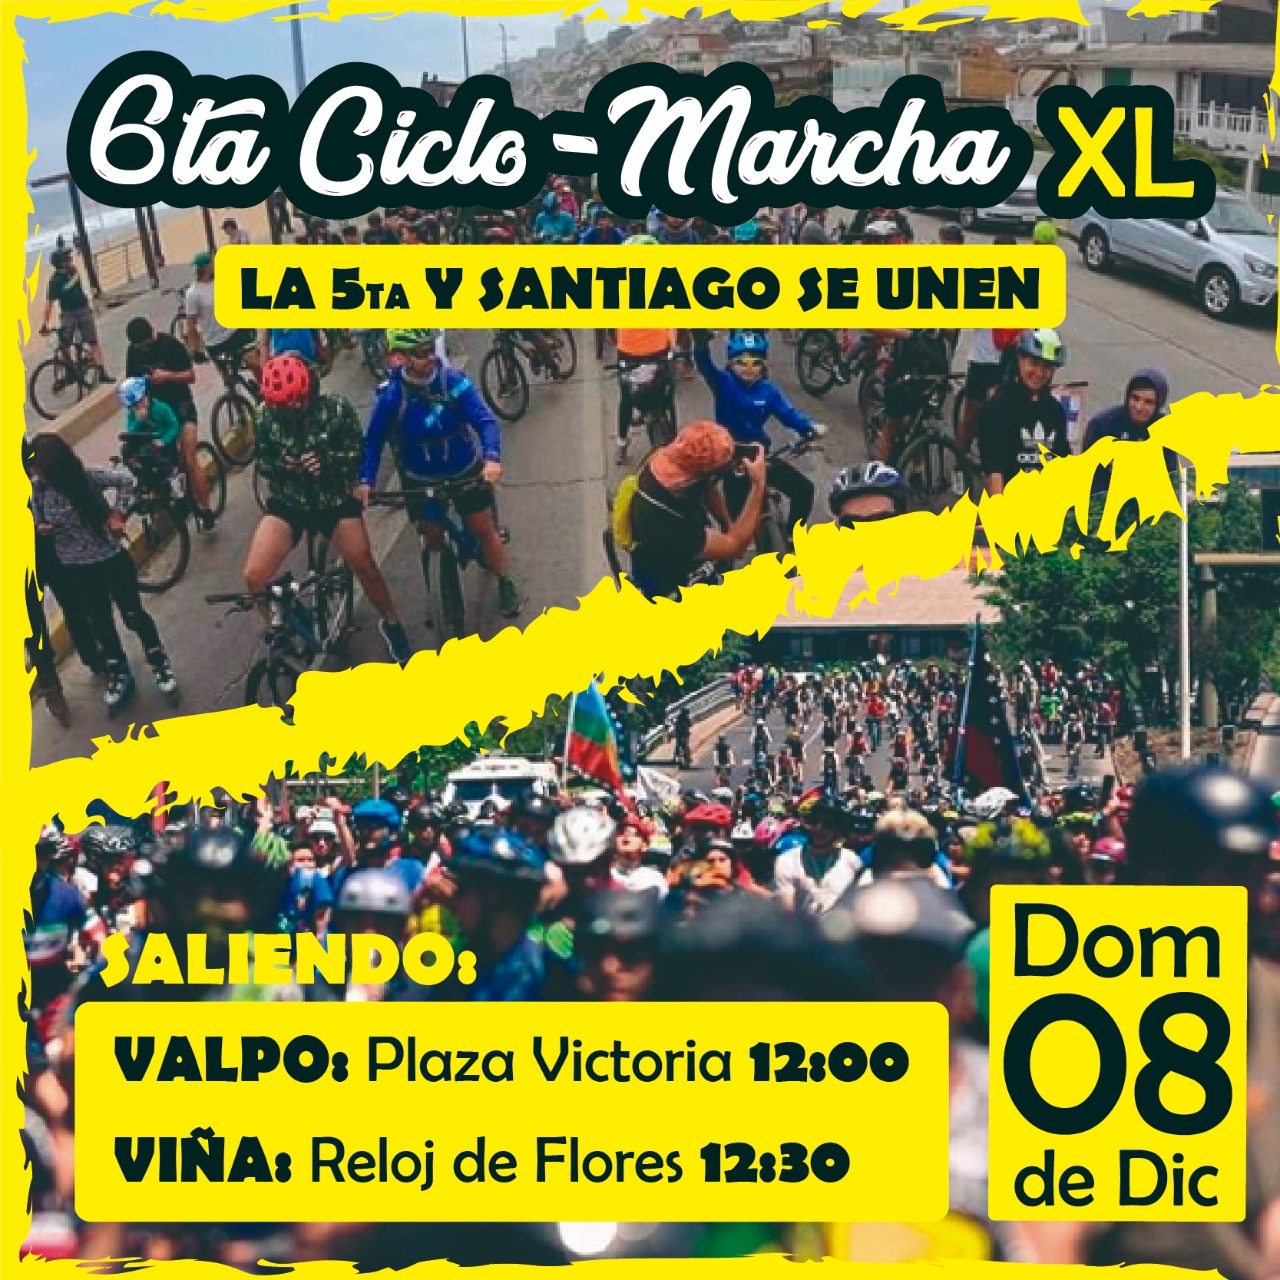 6ta Ciclo-Marcha XL
LA 5TA Y SANTIAGO SE UNEN
SALIENDO:
VALPO: Plaza Victoria 12:00
VIÑA: Reloj de Flores 12:30
Dom
08
de Dic